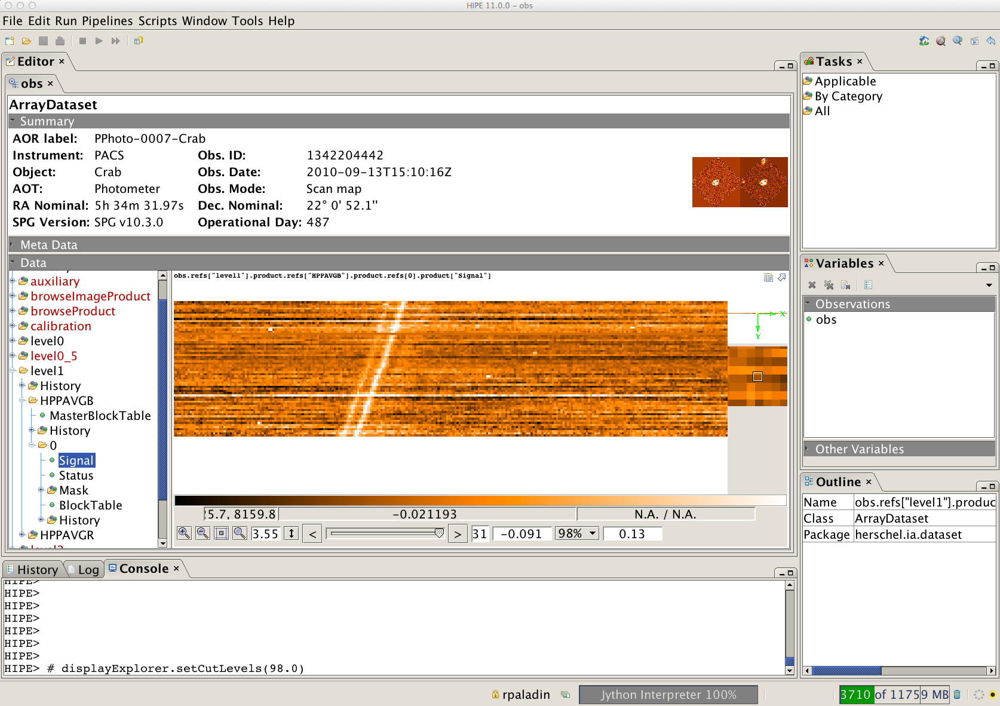 HIPE 11.0.0 – obs
File Edit Run Pipelines Scripts Window Tools Help
Editor ×
obs ×
ArrayDataset
Summary
AOR label: PPhoto-0007-Crab
Instrument: PACS Obs. ID: 1342204442
Object: Crab Obs. Date: 2010-09-13T15:10:16Z
AOT: Photometer Obs. Mode: Scan map
RA Nominal: 5h 34m 31.97s Dec. Nominal: 22° 0' 52.1''
SPG Version: SPG v10.3.0 Operational Day: 487
Meta Data
Data
auxiliary
browseImageProduct
browseProduct
calibration
level0
level0_5
level1
History
HPPAVGB
MasterBlockTable
History
0
Signal
Status
Mask
BlockTable
History
HPPAVGR
obs.refs["level1"].product.refs["HPPAVGB"].product.refs[0].product["Signal"]
X
Y
5.7, 8159.8 -0.021193 N.A. / N.A.
3.55 < > 31 -0.091 98% 0.13
History Log Console ×
HIPE>
HIPE>
HIPE>
HIPE>
HIPE>
HIPE>
HIPE>
HIPE> # displayExplorer.setCutLevels(98.0)
Tasks ×
Applicable
By Category
All
Variables ×
Observations
obs
Other Variables
Outline ×
Name obs.refs["level1"].produc
Class ArrayDataset
Package herschel.ia.dataset
rpaladin Jython Interpreter 100% 3710 of 11759 MB